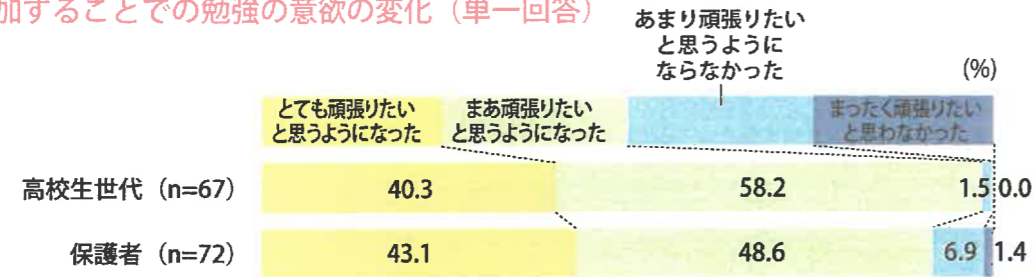 加することでの勉強の意欲の変化（単一回答）
あまり頑張りたい
と思うように
ならなかった
(%)
とても頑張りたい
と思うようになった
まあ頑張りたい
と思うようになった
まったく頑張りたい
と思わなかった
高校生世代（n=67）
40.3
58.2
1.5
0.0
保護者（n=72）
43.1
48.6
6.9
1.4